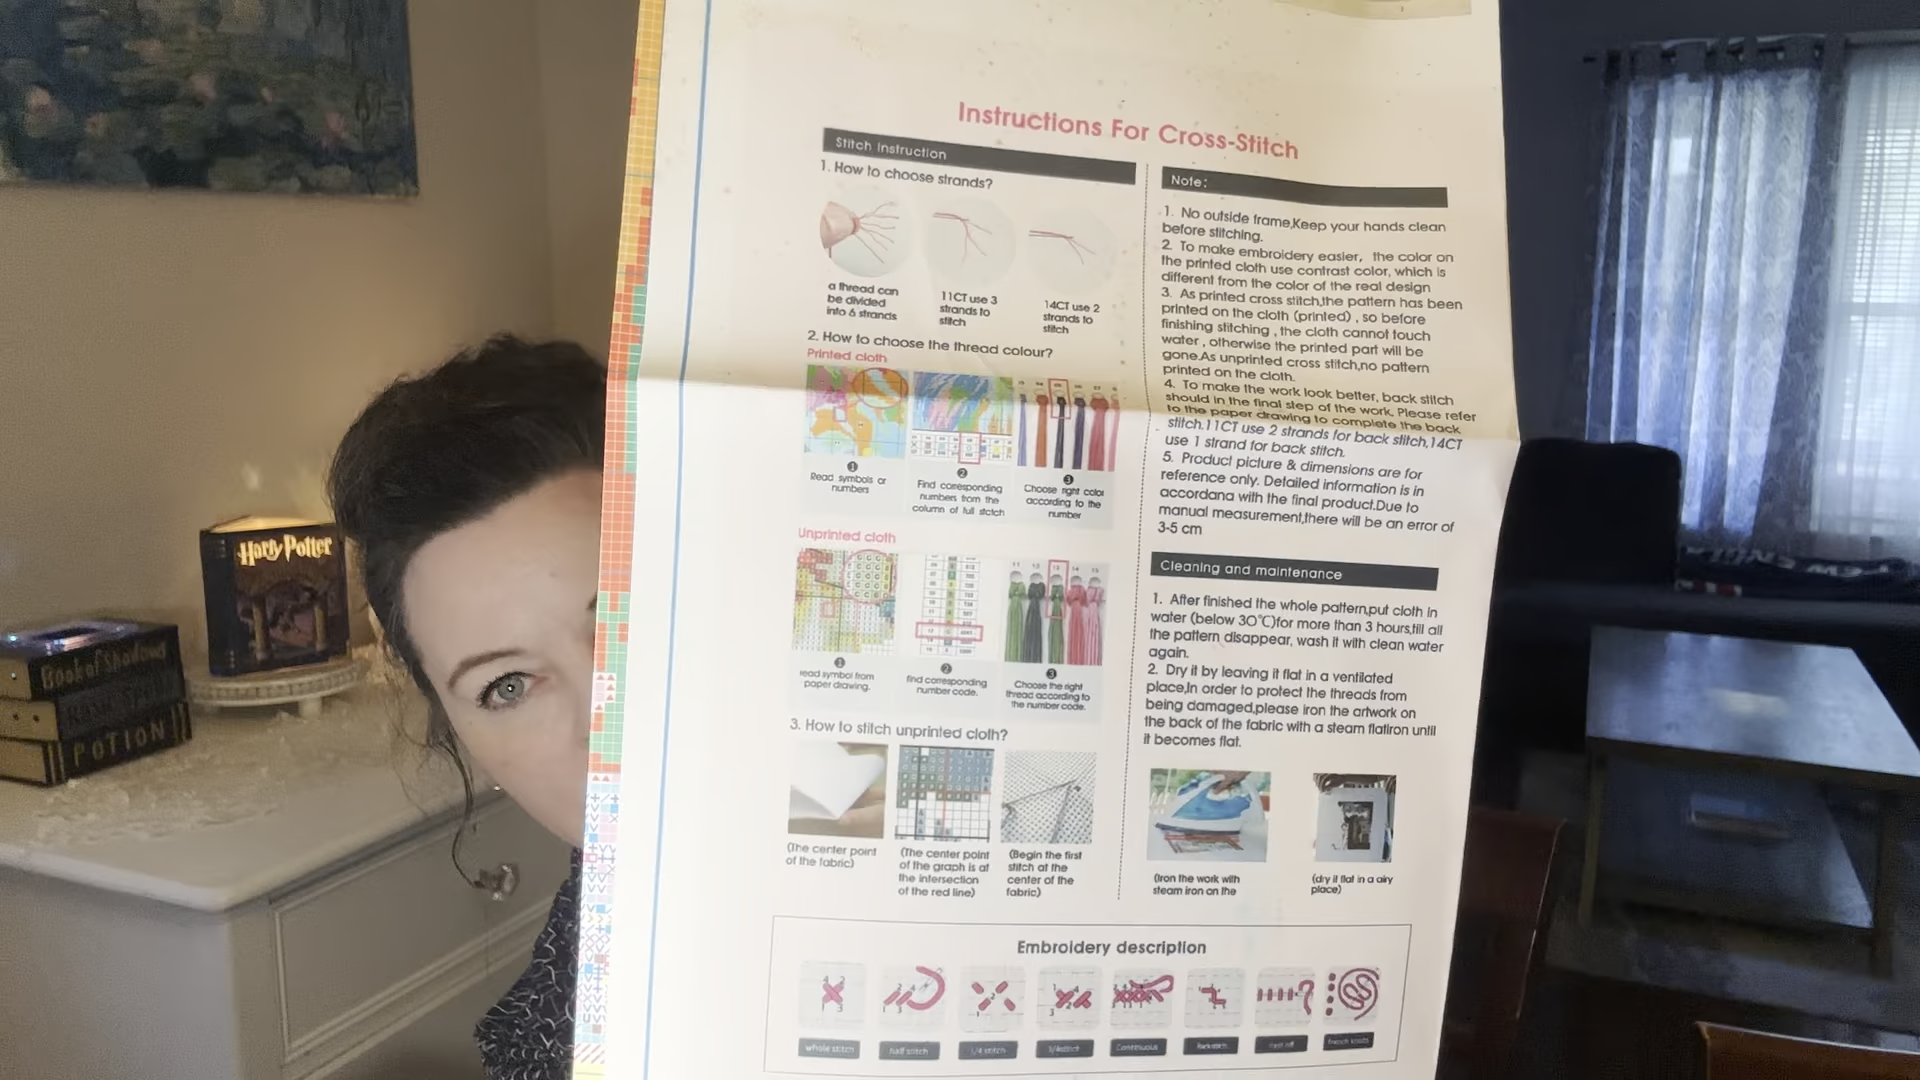 Instructions For Cross-Stitch
Stitch Instruction
1. How to choose strands?
a thread can
be divided
into 6 strands
11CT use 3
strands to
stitch
14CT use 2
strands to
stitch
2. How to choose the thread colour?
Printed cloth
1
Read symbols or
numbers
2
Find corresponding
numbers from the
column of full stctch
3
Choose right color
according to the
number
Unprinted cloth
1
read symbol from
paper drawing.
2
find corresponding
number code.
3
Choose the right
thread according to
the number code.
3. How to stitch unprinted cloth?
(The center point
of the fabric)
(The center point
of the graph is at
the intersection
of the red line)
(Begin the first
stitch at the
center of the
fabric)
Note:
1. No outside frame,Keep your hands clean
before stitching.
2. To make embroidery easier, the color on
the printed cloth use contrast color, which is
different from the color of the real design
3. As printed cross stitch,the pattern has been
printed on the cloth (printed) , so before
finishing stitching , the cloth cannot touch
water , otherwise the printed part will be
gone.As unprinted cross stitch,no pattern
printed on the cloth.
4. To make the work look better, back stitch
should in the final step of the work. Please refer
to the paper drawing to complete the back
stitch.11CT use 2 strands for back stitch,14CT
use 1 strand for back stitch.
5. Product picture & dimensions are for
reference only. Detailed information is in
accordana with the final product.Due to
manual measurement,there will be an error of
3-5 cm
Cleaning and maintenance
1. After finished the whole pattern,put cloth in
water (below 30℃)for more than 3 hours,till all
the pattern disappear, wash it with clean water
again.
2. Dry it by leaving it flat in a ventilated
place,In order to protect the threads from
being damaged,please iron the artwork on
the back of the fabric with a steam flatiron until
it becomes flat.
(Iron the work with
steam iron on the
(dry it flat in a airy
place)
Embroidery description
whole stitch
half stitch
1/4 stitch
3/4stitch
Continuous
Backstitch
french knots
Harry Potter
Book of Shadows
POTION